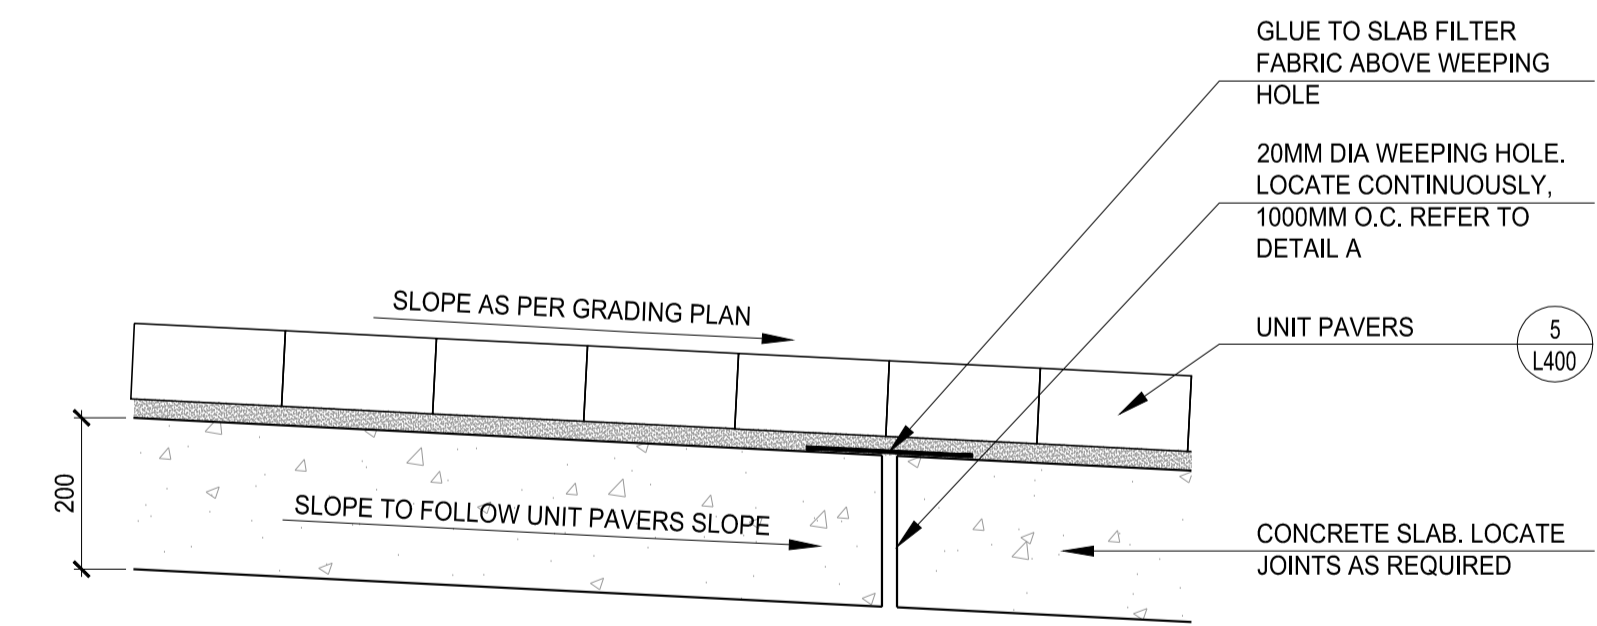 GLUE TO SLAB FILTER
FABRIC ABOVE WEEPING
HOLE
20MM DIA WEEPING HOLE.
LOCATE CONTINUOUSLY,
1000MM O.C. REFER TO
DETAIL A
SLOPE AS PER GRADING PLAN
UNIT PAVERS
5
L400
200
SLOPE TO FOLLOW UNIT PAVERS SLOPE
CONCRETE SLAB. LOCATE
JOINTS AS REQUIRED